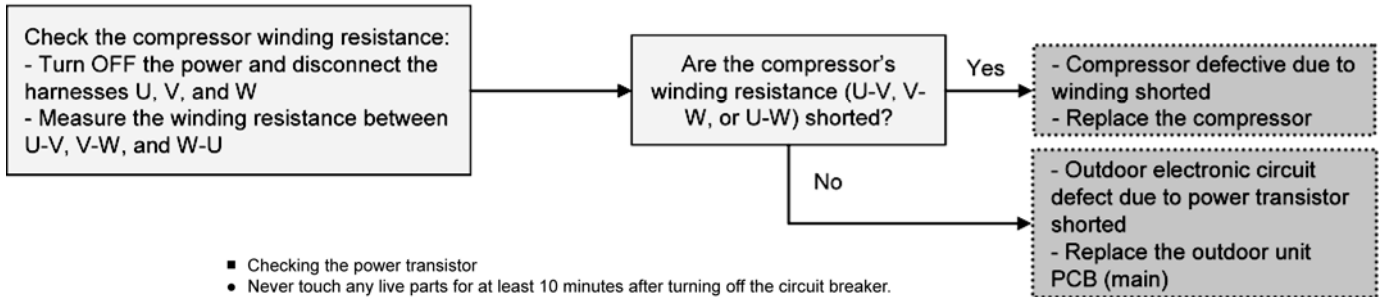 Check the compressor winding resistance:
- Turn OFF the power and disconnect the
harnesses U, V, and W
- Measure the winding resistance between
U-V, V-W, and W-U
Are the compressor's
winding resistance (U-V, V-
W, or U-W) shorted?
Yes
- Compressor defective due to
winding shorted
- Replace the compressor
No
- Outdoor electronic circuit
defect due to power transistor
shorted
- Replace the outdoor unit
PCB (main)
■ Checking the power transistor
● Never touch any live parts for at least 10 minutes after turning off the circuit breaker.